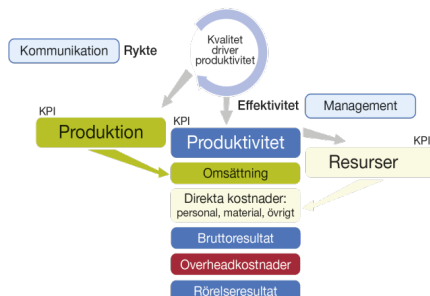 Kvalitet
driver
produktivitet
Kommunikation
Rykte
Effektivitet
Management
KPI
Produktion
KPI
Produktivitet
KPI
Resurser
Omsättning
Direkta kostnader:
personal, material, övrigt
Bruttoresultat
Overheadkostnader
Rörelseresultat